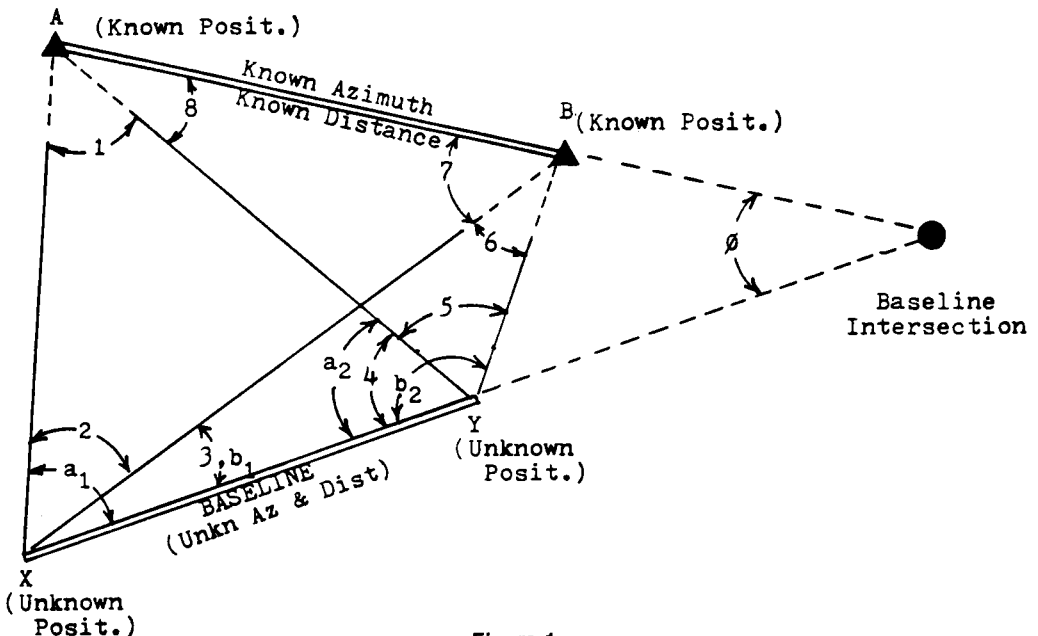 A
(Known Posit.)
Known Azimuth
Known Distance
B
(Known Posit.)
8
1
7
6
ø
Baseline
Intersection
5
a2
4
b2
2
a1
3,b1
Y
(Unknown
Posit.)
BASELINE
(Unkn Az & Dist)
X
(Unknown
Posit.)